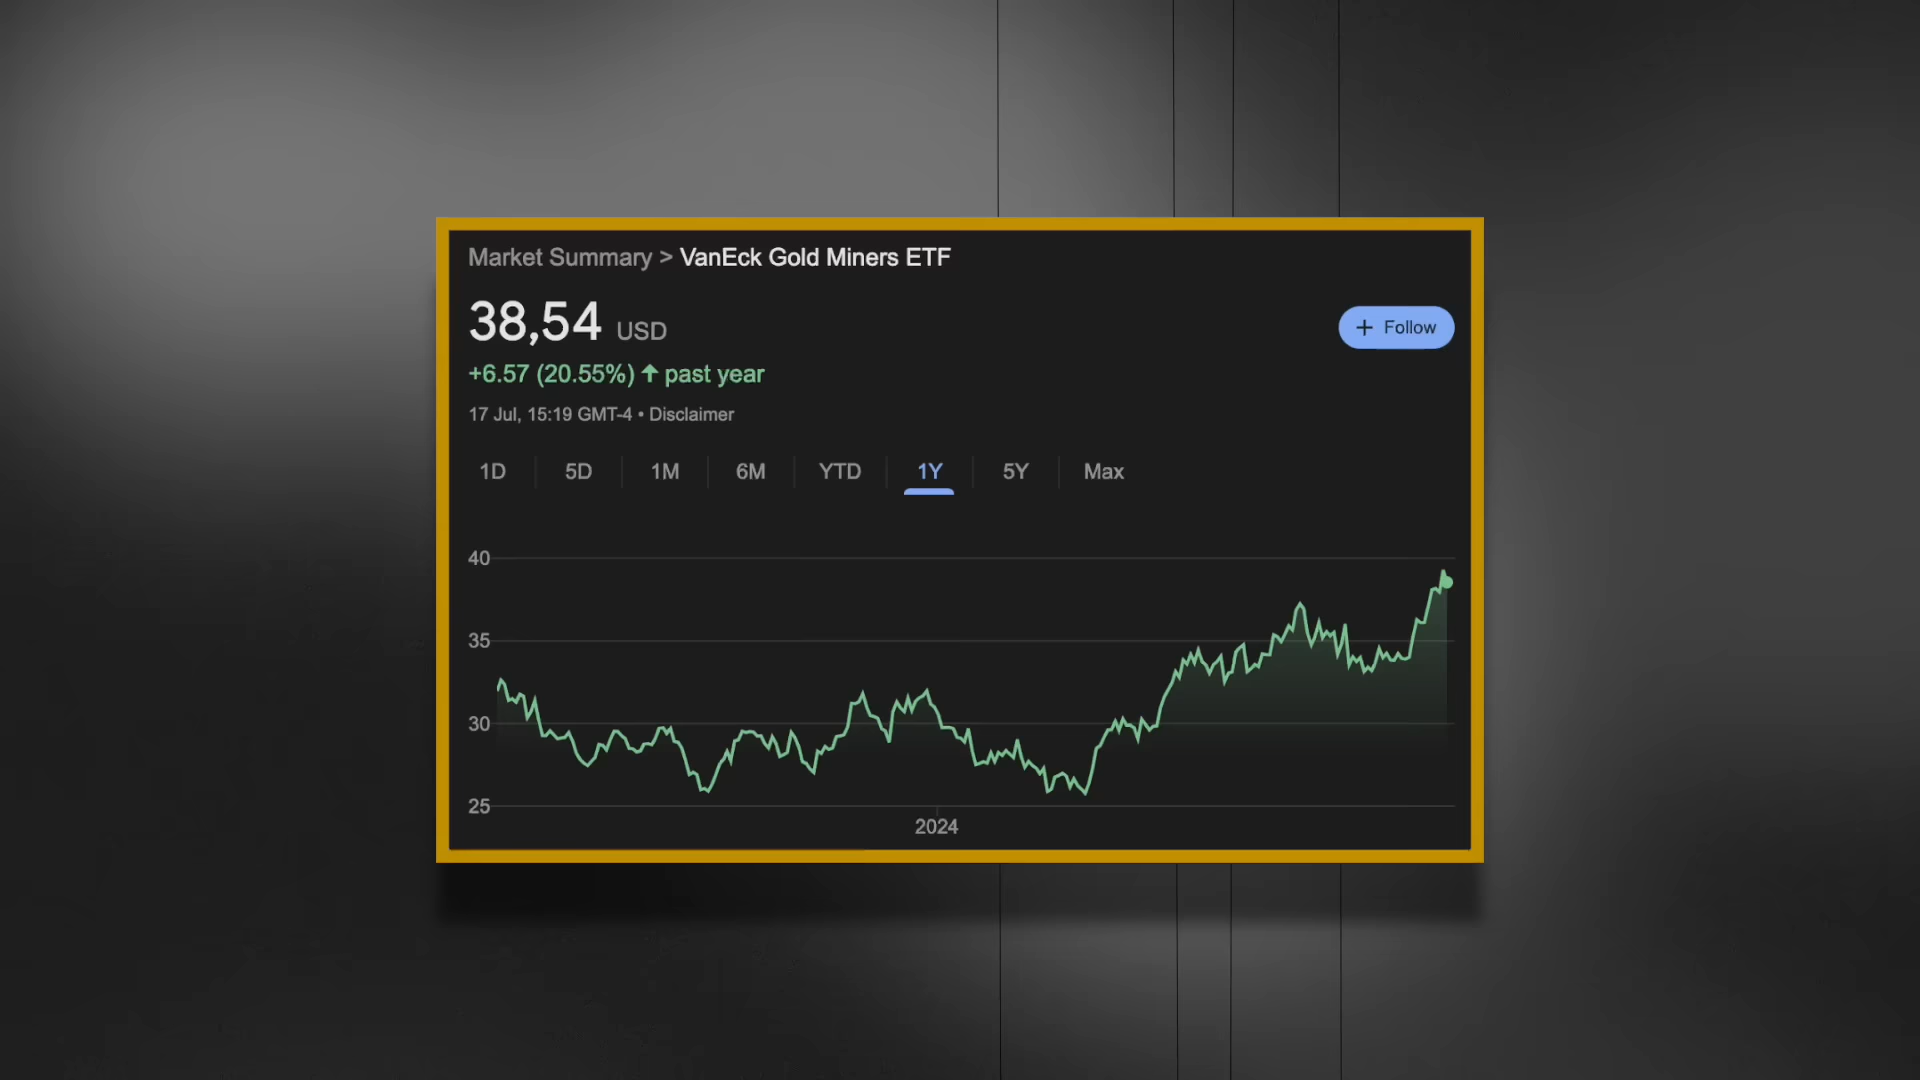 Market Summary > VanEck Gold Miners ETF
38,54 USD
+ Follow
+6.57 (20.55%) ↑ past year
17 Jul, 15:19 GMT-4 • Disclaimer
1D 5D 1M 6M YTD 1Y 5Y Max
40
35
30
25
2024